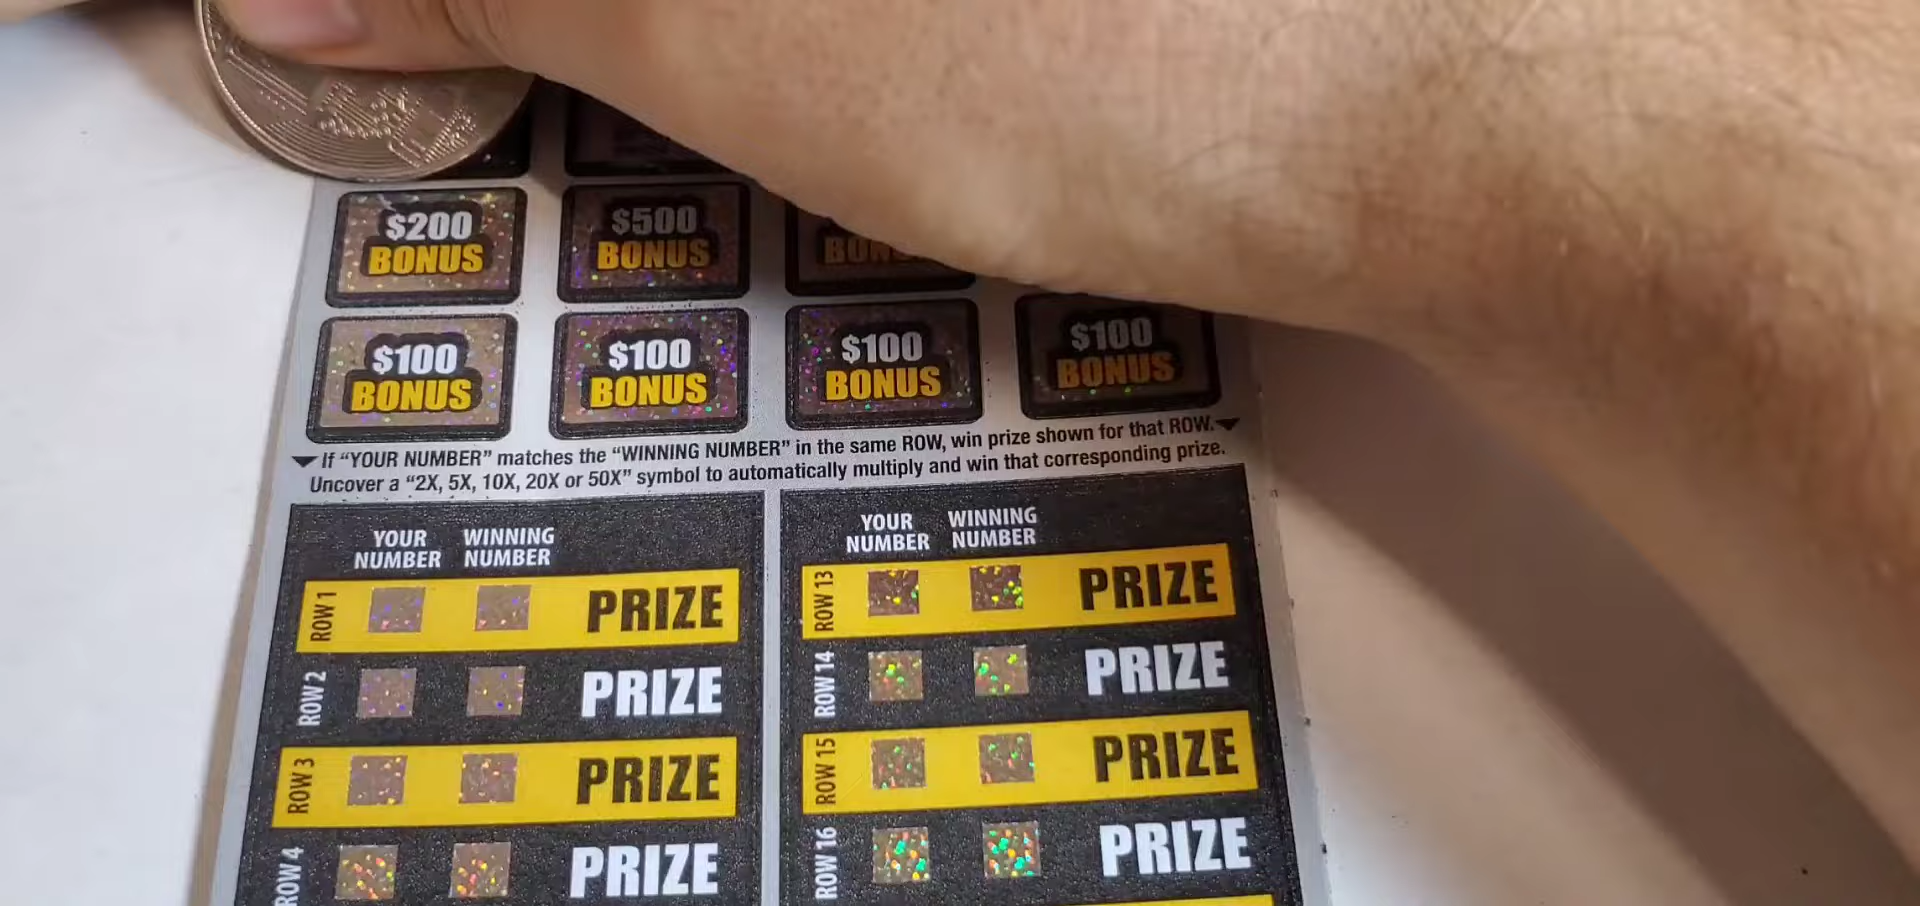 $200
BONUS
$500
BONUS
$100
BONUS
$100
BONUS
$100
BONUS
$100
BONUS
If “YOUR NUMBER” matches the “WINNING NUMBER” in the same ROW, win prize shown for that ROW.
Uncover a “2X, 5X, 10X, 20X or 50X” symbol to automatically multiply and win that corresponding prize.
YOUR NUMBER
WINNING NUMBER
ROW 1
PRIZE
ROW 2
PRIZE
ROW 3
PRIZE
ROW 4
PRIZE
YOUR NUMBER
WINNING NUMBER
ROW 13
PRIZE
ROW 14
PRIZE
ROW 15
PRIZE
ROW 16
PRIZE